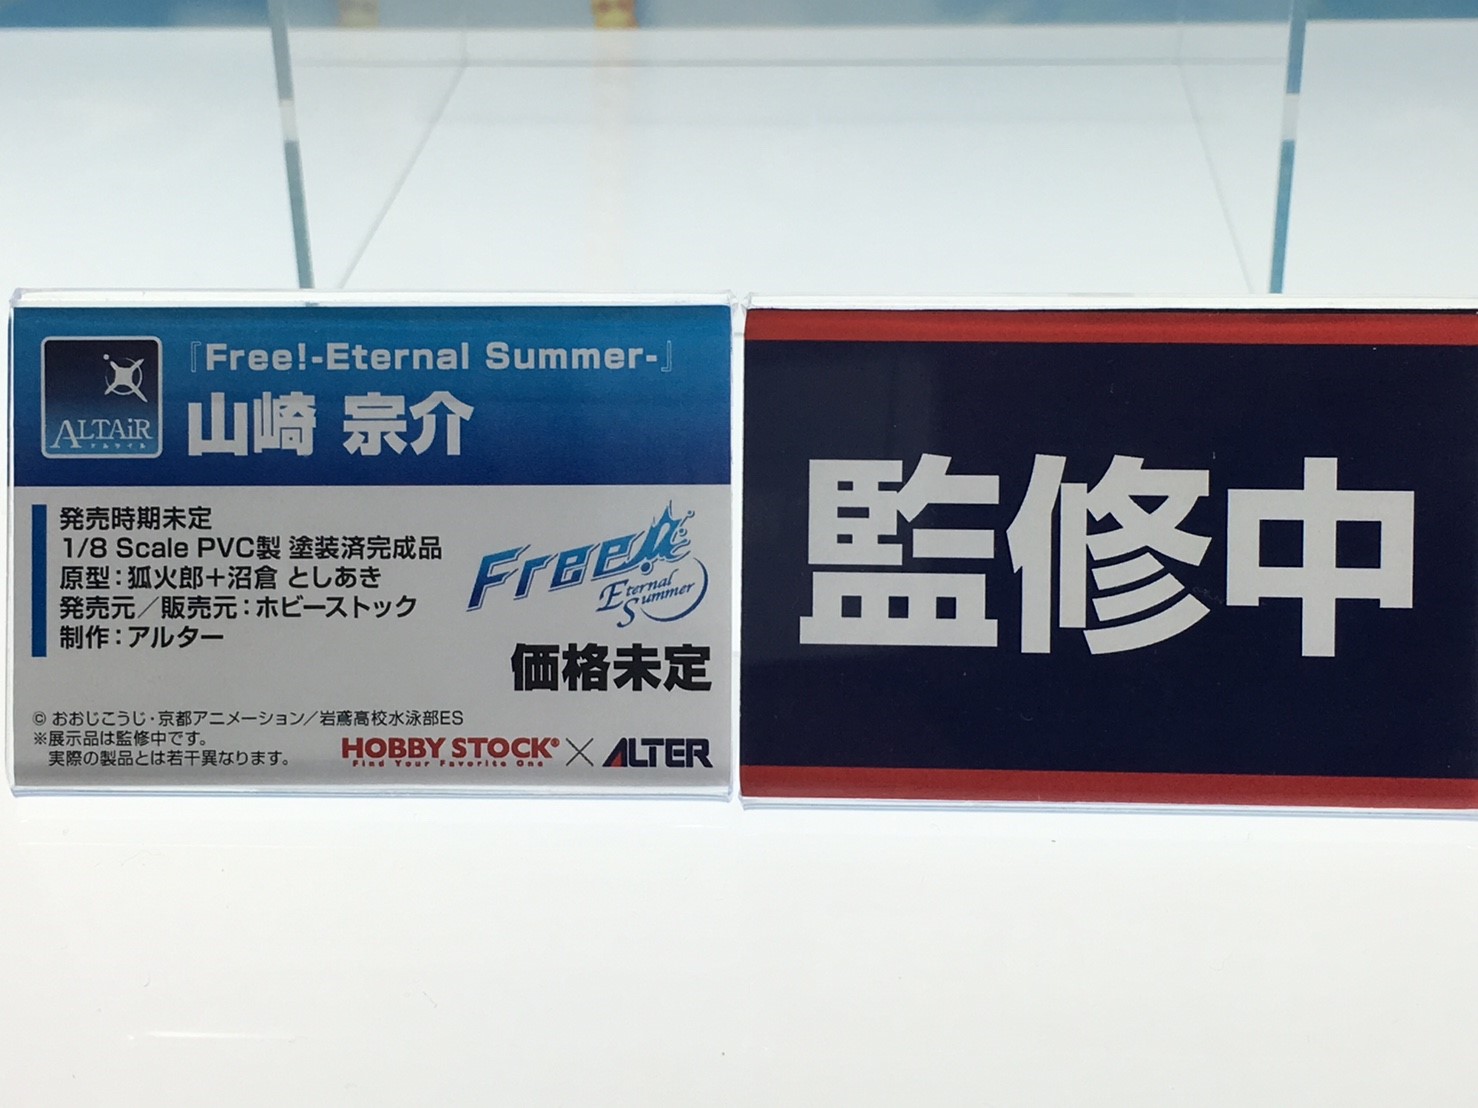 『Free!-Eternal Summer-』
ALTAiR
アルタイル
山崎 宗介
発売時期未定
1/8 Scale PVC製 塗装済完成品
原型：狐火郎＋沼倉 としあき
発売元／販売元：ホビーストック
制作：アルター
Free!
Eternal
Summer
価格未定
© おおじこうじ・京都アニメーション／岩鳶高校水泳部ES
※展示品は監修中です。
実際の製品とは若干異なります。
HOBBY STOCK® × ALTER
Find Your Favorite One
監修中